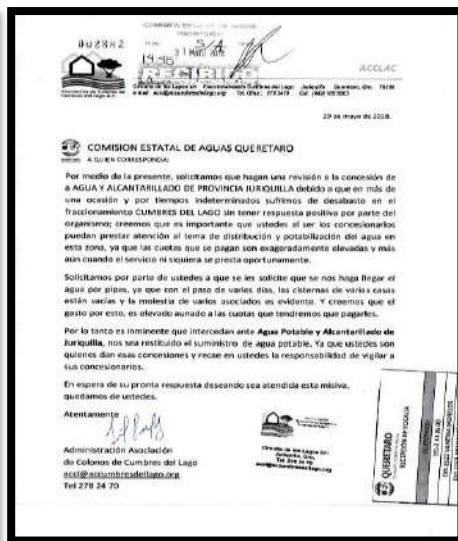 002882
RECIBIDO
ACCLAC
29 de mayo de 2018.
COMISION ESTATAL DE AGUAS QUERETARO
A QUIEN CORRESPONDA:
Por medio de la presente, solicitamos que hagan una revisión a la concesión de
a AGUA Y ALCANTARILLADO DE PROVINCIA JURIQUILLA debido a que en más de
una ocasión y por tiempos indeterminados sufrimos de desabasto en el
fraccionamiento CUMBRES DEL LAGO sin tener respuesta positiva por parte del
organismo; creemos que es importante que ustedes el ser los concesionarios
puedan prestar atención al tema de distribución y potabilización del agua en
esta zona, ya que las cuotas que se pagan son exageradamente elevadas y más
aún cuando el servicio ni siquiera se presta oportunamente.
Solicitamos por parte de ustedes a que se les solicite que se nos haga llegar el
agua por pipas, ya que con el paso de varios días, las cisternas de varias casas
están vacías y la molestia de varios asociados es evidente. Y creemos que el
gasto por esto, es elevado aunado a las cuotas que tendremos que pagarles.
Por lo tanto es inminente que intercedan ante Agua Potable y Alcantarillado de
Juriquilla, nos sea restituido el suministro de agua potable. Ya que ustedes son
quienes dan esas concesiones y recae en ustedes la responsabilidad de vigilar a
sus concesionarios.
En espera de su pronta respuesta deseando sea atendida esta misiva,
quedamos de ustedes.
Atentamente
Administración Asociación
de Colonos de Cumbres del Lago
accl@accumbresdellago.org
Tel 278 24 70
QUERETARO